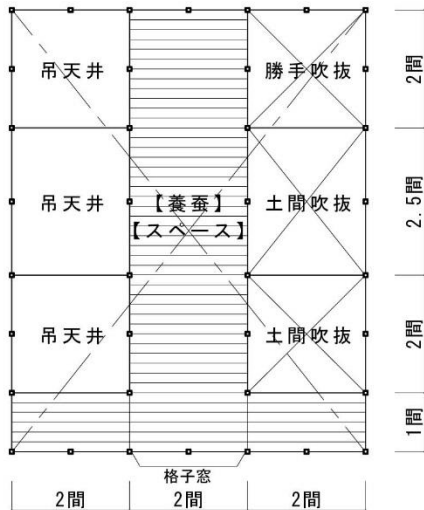 吊天井
勝手吹抜
2間
吊天井
【養蚕】
【スペース】
土間吹抜
2.5間
吊天井
土間吹抜
2間
1間
格子窓
2間
2間
2間